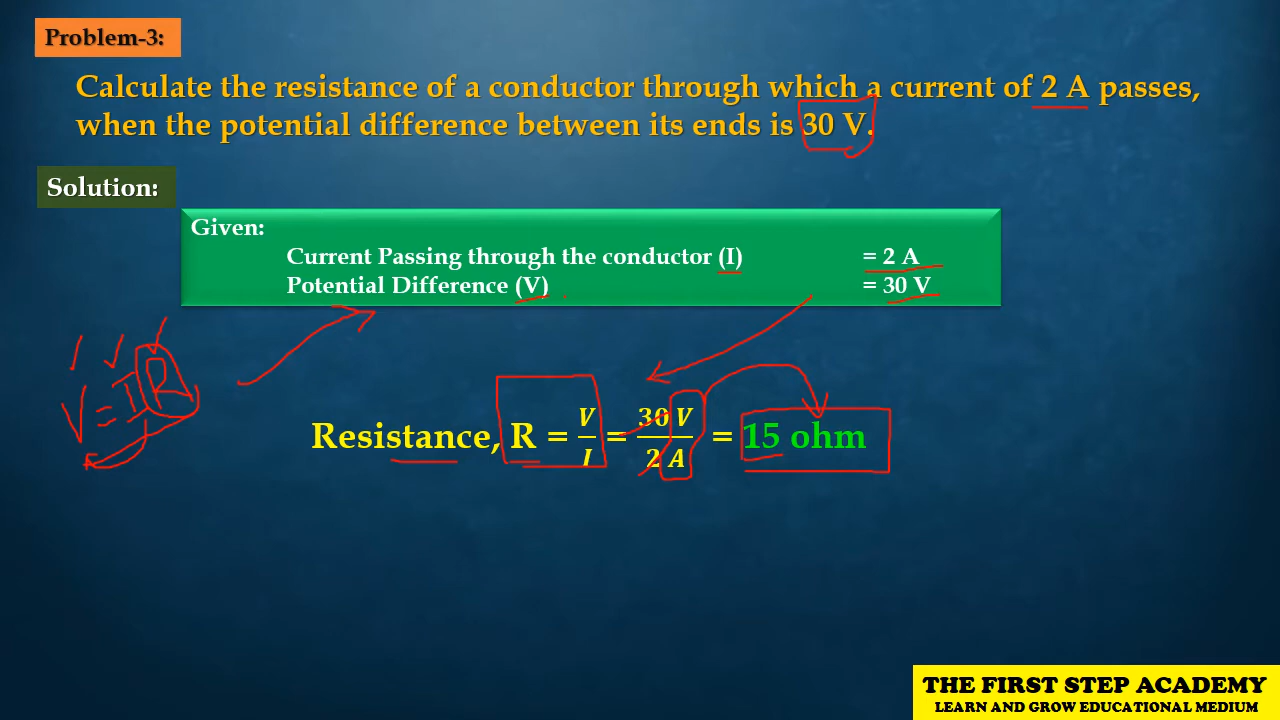 Problem-3:
Calculate the resistance of a conductor through which a current of 2 A passes,
when the potential difference between its ends is 30 V.
Solution:
Given:
Current Passing through the conductor (I) = 2 A
Potential Difference (V) = 30 V
V = IR
Resistance, R = V/I = 30 V/2 A = 15 ohm
THE FIRST STEP ACADEMY
LEARN AND GROW EDUCATIONAL MEDIUM